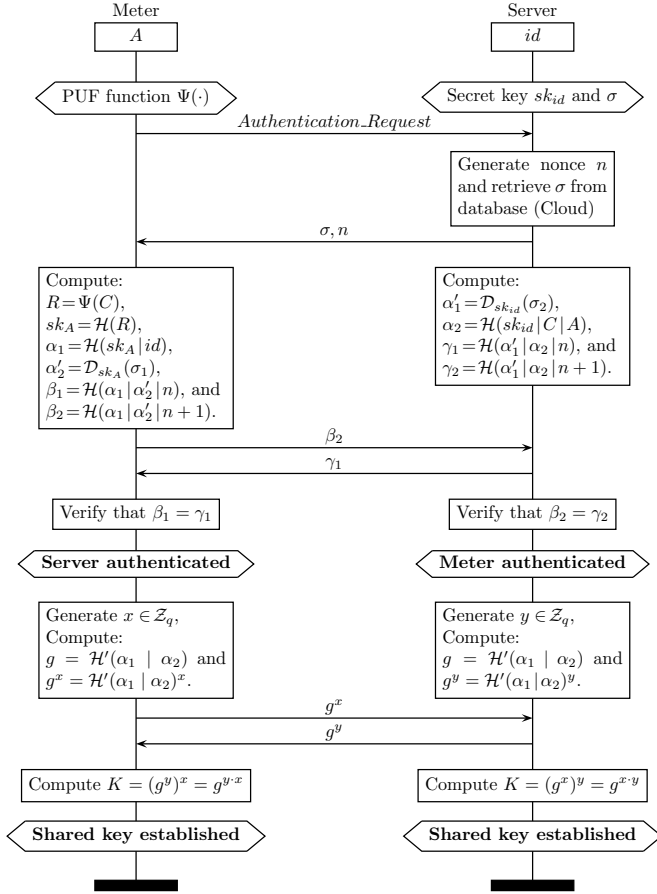 Meter
Server
A
id
PUF function Ψ(·)
Secret key sk_id and σ
Authentication_Request
Generate nonce n
and retrieve σ from
database (Cloud)
σ, n
Compute:
R=Ψ(C),
sk_A=ℋ(R),
α₁=ℋ(sk_A|id),
α′₂=𝒟_{sk_A}(σ₁),
β₁=ℋ(α₁|α′₂|n), and
β₂=ℋ(α₁|α′₂|n+1).
Compute:
α′₁=𝒟_{sk_id}(σ₂),
α₂=ℋ(sk_id|C|A),
γ₁=ℋ(α′₁|α₂|n), and
γ₂=ℋ(α′₁|α₂|n+1).
β₂
γ₁
Verify that β₁ = γ₁
Verify that β₂ = γ₂
Server authenticated
Meter authenticated
Generate x∈𝒵_q,
Compute:
g = ℋ′(α₁ | α₂) and
g^x = ℋ′(α₁ | α₂)^x.
Generate y∈𝒵_q,
Compute:
g = ℋ′(α₁ | α₂) and
g^y = ℋ′(α₁|α₂)^y.
g^x
g^y
Compute K = (g^y)^x = g^{y·x}
Compute K = (g^x)^y = g^{x·y}
Shared key established
Shared key established